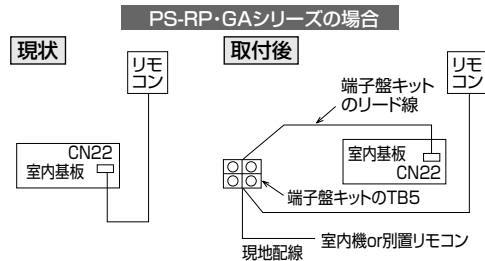 PS-RP・GAシリーズの場合
現状
リモ
コン
CN22
室内基板
取付後
リモ
コン
端子盤キット
のリード線
室内基板
CN22
端子盤キットのTB5
室内機or別置リモコン
現地配線